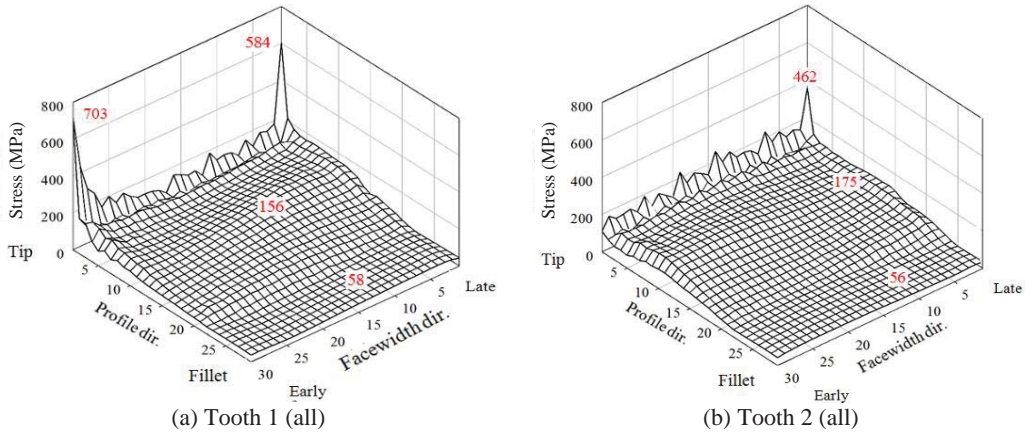 703
584
800
600
400
200
0
Stress (MPa)
Tip
156
58
5
10
15
20
25
Profile dir.
Fillet
30
25
20
15
10
5
Facewidth dir.
Early
Late
(a) Tooth 1 (all)
462
800
600
400
200
0
Stress (MPa)
Tip
175
56
5
10
15
20
25
Profile dir.
Fillet
30
25
20
15
10
5
Facewidth dir.
Early
Late
(b) Tooth 2 (all)